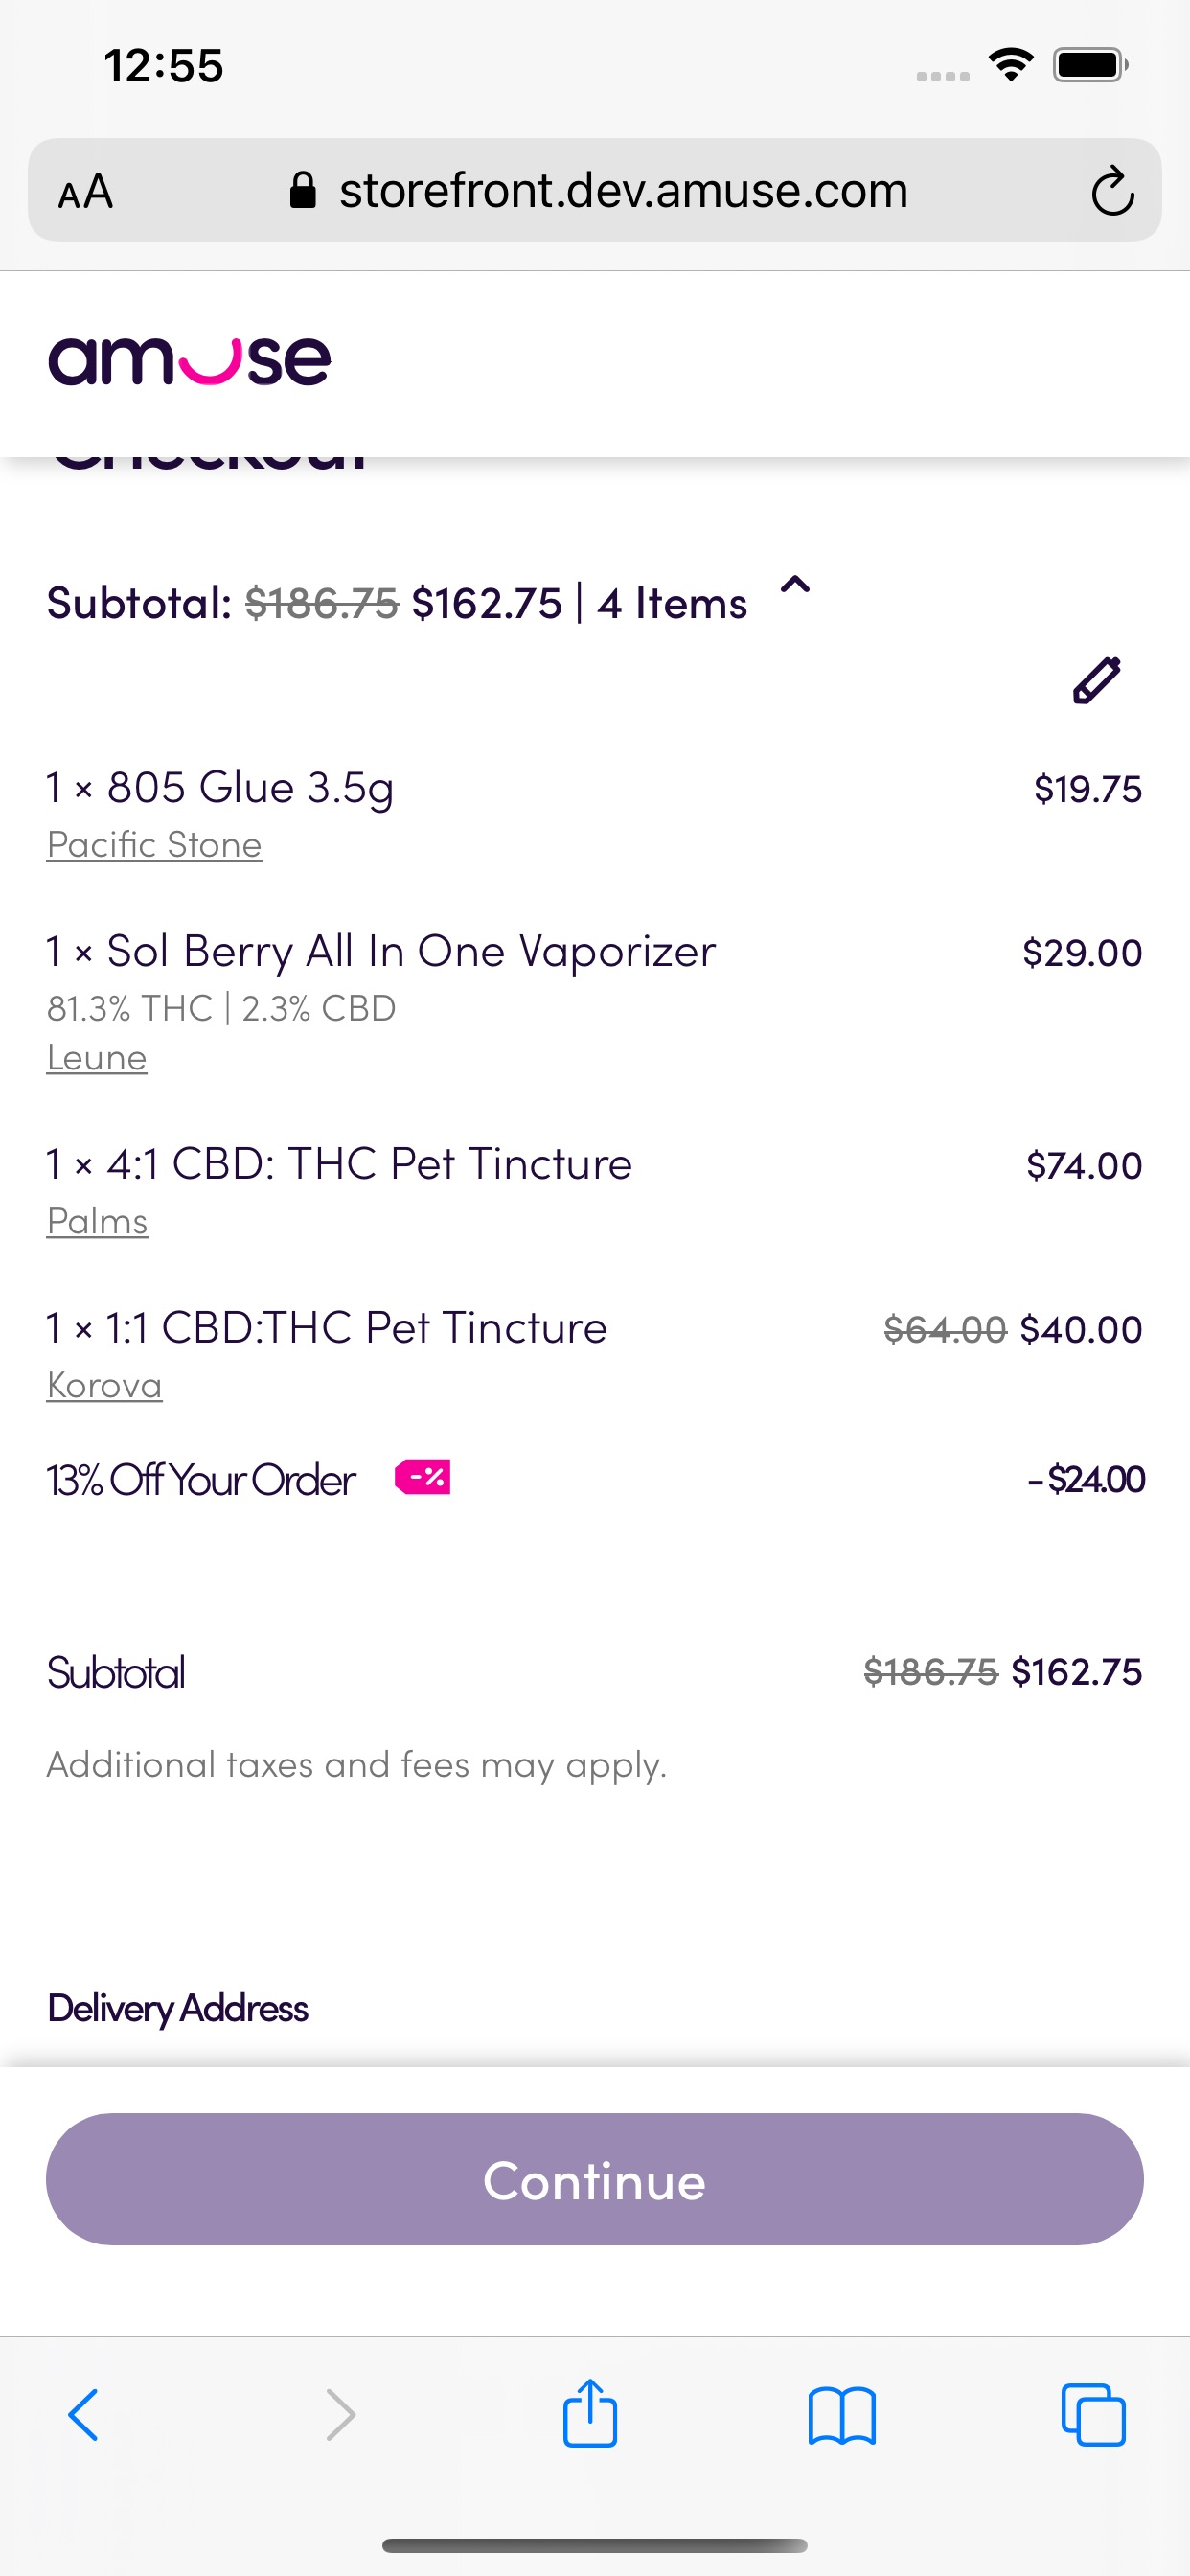 12:55
AA storefront.dev.amuse.com
amuse
Checkout
Subtotal: $186.75 $162.75 | 4 Items
1 × 805 Glue 3.5g $19.75
Pacific Stone
1 × Sol Berry All In One Vaporizer $29.00
81.3% THC | 2.3% CBD
Leune
1 × 4:1 CBD: THC Pet Tincture $74.00
Palms
1 × 1:1 CBD:THC Pet Tincture $64.00 $40.00
Korova
13% Off Your Order -% -$24.00
Subtotal $186.75 $162.75
Additional taxes and fees may apply.
Delivery Address
Continue